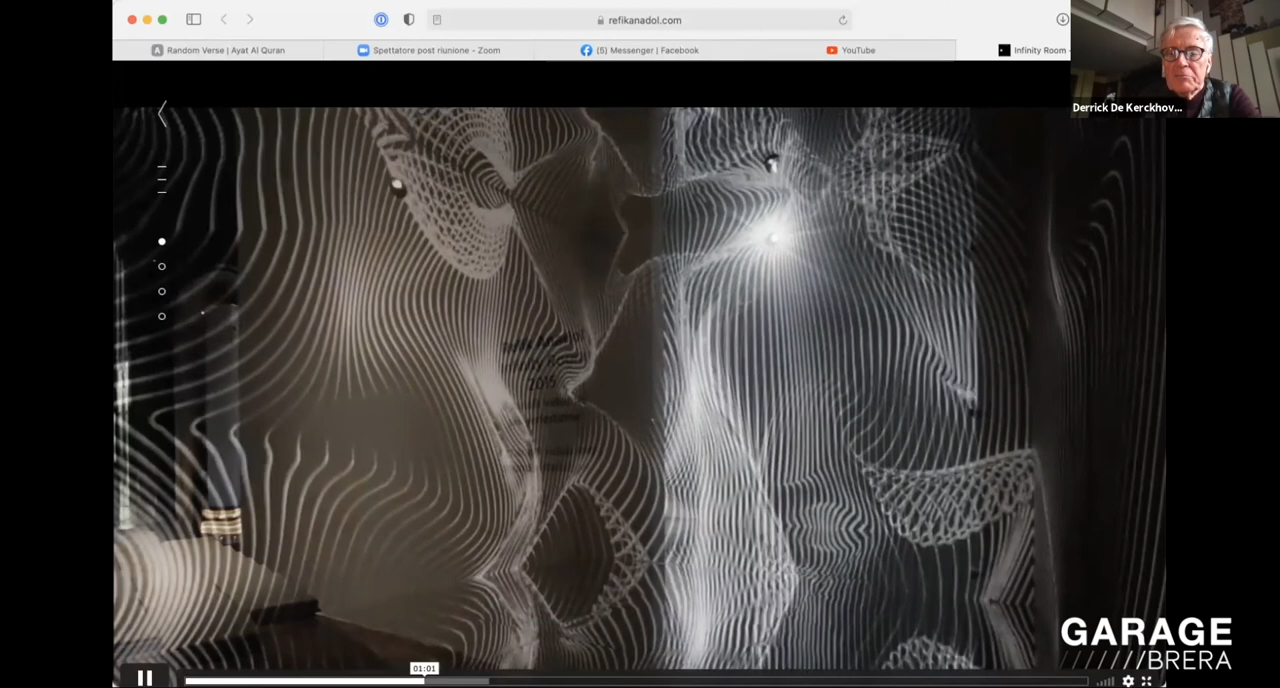 refikanadol.com
Random Verse | Ayat Al Quran
Spettatore post riunione - Zoom
(5) Messenger | Facebook
YouTube
Infinity Room -
Derrick De Kerckhov...
2015
01:01
GARAGE
///////BRERA